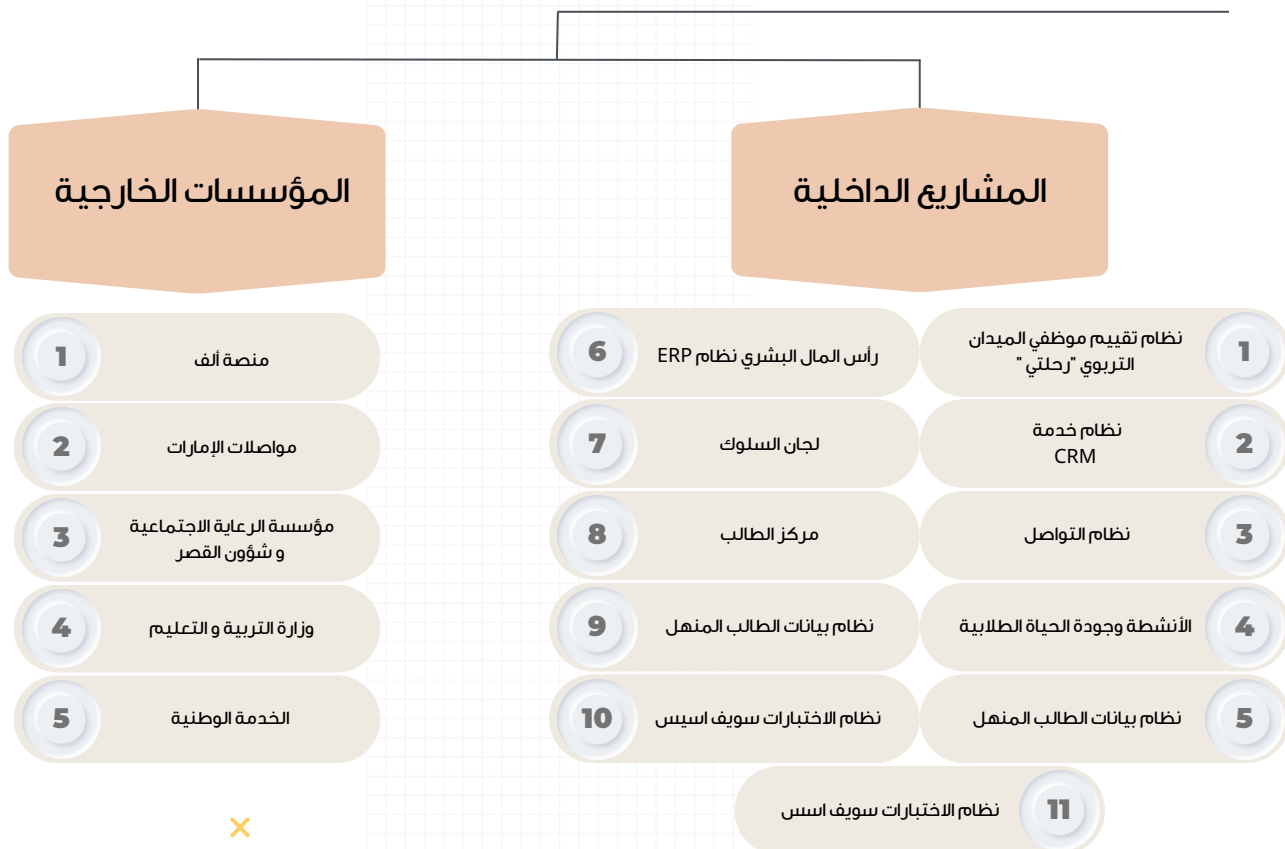 المشاريع الداخلية
1
نظام تقييم موظفي الميدان
التربوي "رحلتي "
2
نظام خدمة
CRM
3
نظام التواصل
4
الأنشطة وجودة الحياة الطلابية
5
نظام بيانات الطالب المنهل
6
رأس المال البشري نظام ERP
7
لجان السلوك
8
مركز الطالب
9
نظام بيانات الطالب المنهل
10
نظام الاختبارات سويف اسيس
11
نظام الاختبارات سويف اسس
المؤسسات الخارجية
1
منصة ألف
2
مواصلات الإمارات
3
مؤسسة الرعاية الاجتماعية
و شؤون القصر
4
وزارة التربية و التعليم
5
الخدمة الوطنية